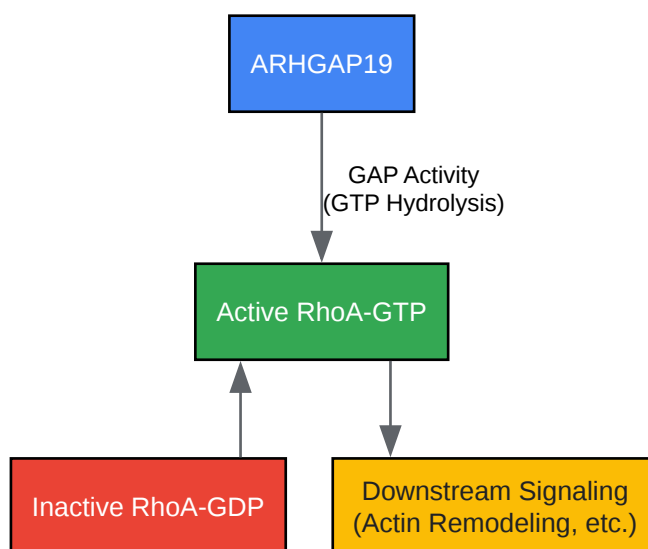 ARHGAP19
GAP Activity
(GTP Hydrolysis)
Active RhoA-GTP
Inactive RhoA-GDP
Downstream Signaling
(Actin Remodeling, etc.)